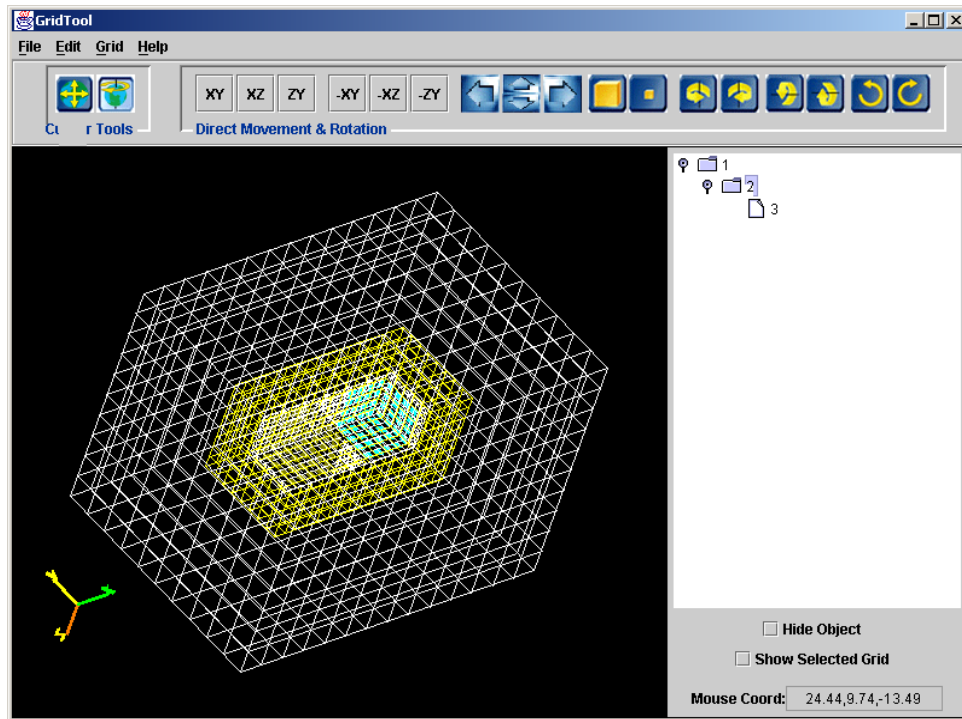 GridTool
File Edit Grid Help
XY XZ ZY -XY -XZ -ZY
Tools Direct Movement & Rotation
1
2
3
Hide Object
Show Selected Grid
Mouse Coord: 24.44,9.74,-13.49